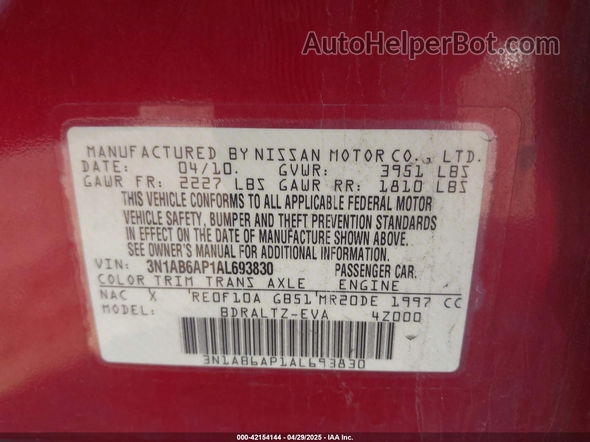 AutoHelperBot.com
MANUFACTURED BY NISSAN MOTOR CO., LTD.
DATE: 04/10. GVWR: 3951 LBS
GAWR FR: 2227 LBS GAWR RR: 1810 LBS
THIS VEHICLE CONFORMS TO ALL APPLICABLE FEDERAL MOTOR
VEHICLE SAFETY, BUMPER AND THEFT PREVENTION STANDARDS
IN EFFECT ON THE DATE OF MANUFACTURE SHOWN ABOVE.
SEE OWNER'S MANUAL FOR ADDITIONAL INFORMATION.
VIN: 3N1AB6AP1AL693830 PASSENGER CAR.
COLOR TRIM TRANS AXLE ENGINE
NAC X RE0F10A GB51 MR20DE 1997 CC
MODEL: BDRALTZ-EVA 4Z000
3N1AB6AP1AL693830
000-42154144 - 04/29/2025 - IAA Inc.